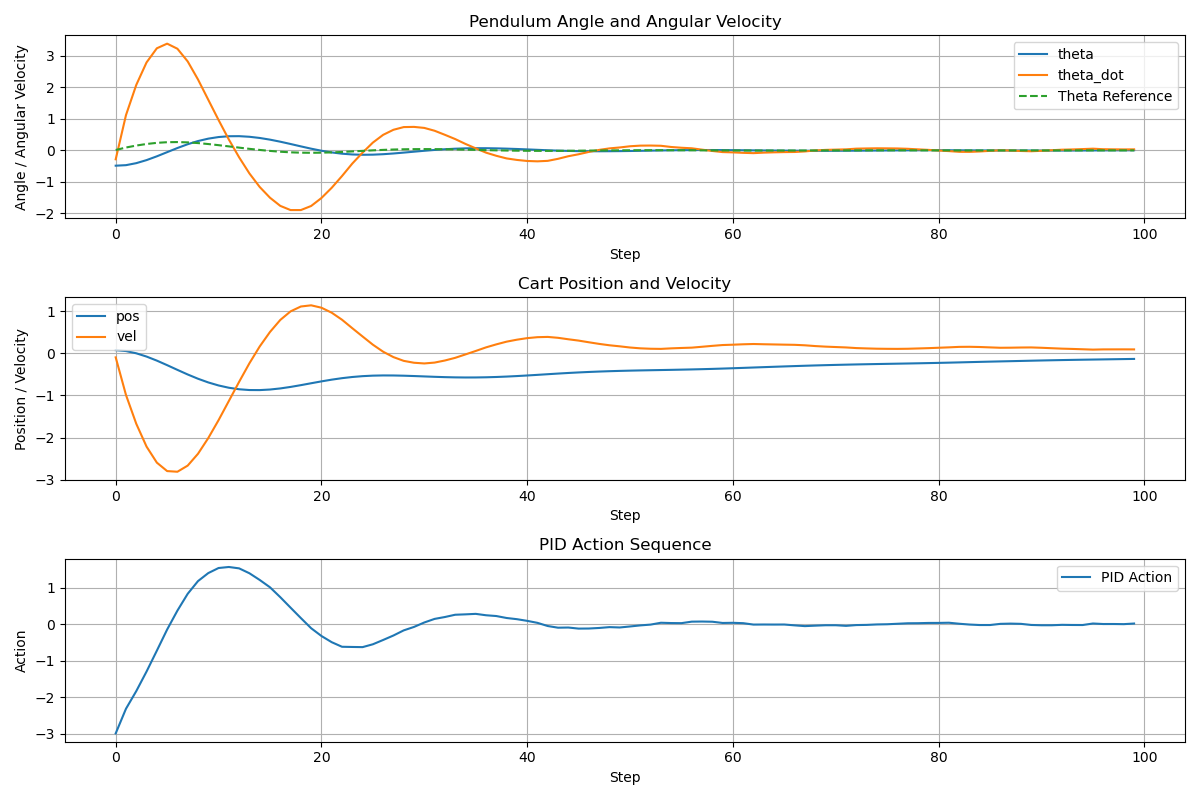 Pendulum Angle and Angular Velocity
Angle / Angular Velocity
3
2
1
0
−1
−2
theta
theta_dot
Theta Reference
0 20 40 60 80 100
Step
Cart Position and Velocity
Position / Velocity
1
0
−1
−2
−3
pos
vel
0 20 40 60 80 100
Step
PID Action Sequence
Action
1
0
−1
−2
−3
PID Action
0 20 40 60 80 100
Step